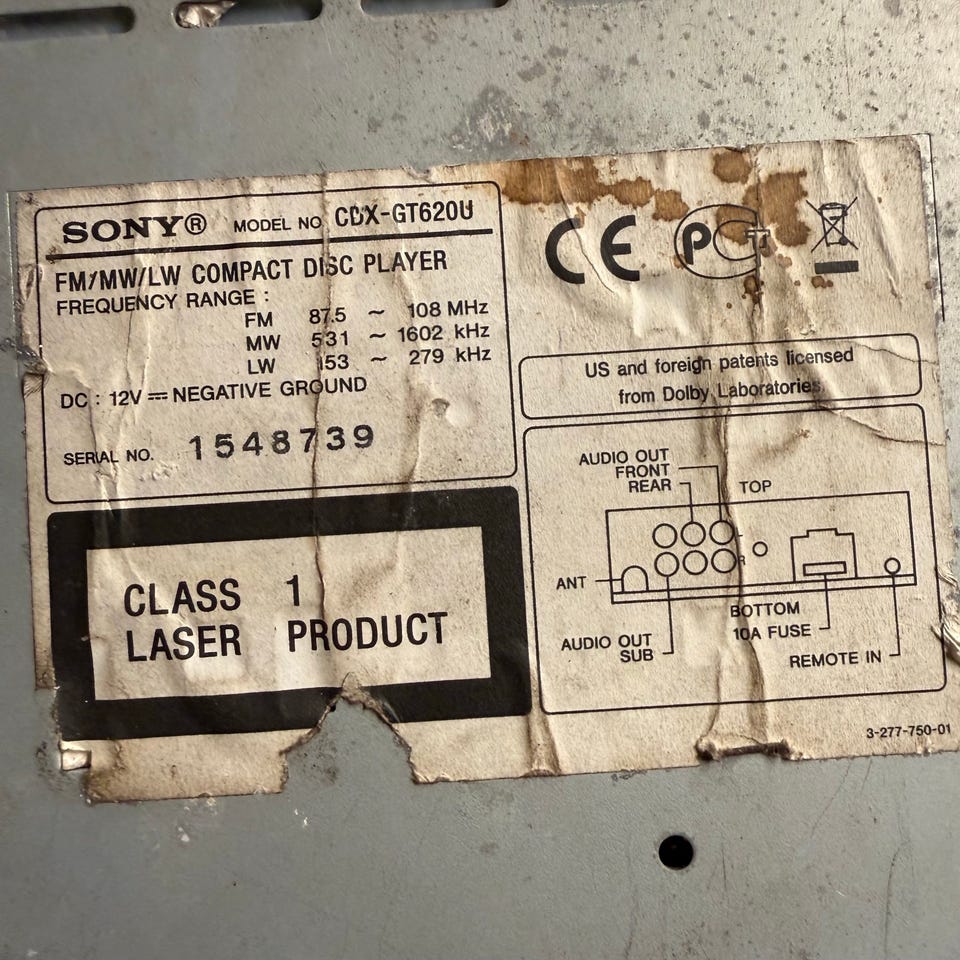 SONY® MODEL NO. CDX-GT620U
FM/MW/LW COMPACT DISC PLAYER
FREQUENCY RANGE :
FM 87.5 ~ 108 MHz
MW 531 ~ 1602 kHz
LW 153 ~ 279 kHz
DC : 12V ⎓ NEGATIVE GROUND
SERIAL NO. 1548739
CLASS 1
LASER PRODUCT
CE
US and foreign patents licensed
from Dolby Laboratories.
AUDIO OUT
FRONT
REAR
TOP
L
R
ANT
BOTTOM
10A FUSE
AUDIO OUT
SUB
REMOTE IN
3-277-750-01